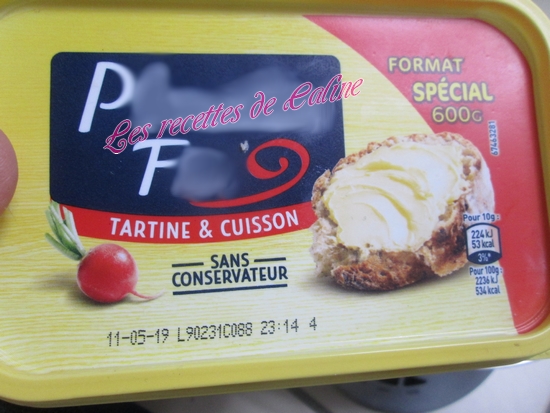 FORMAT
SPÉCIAL
600G
P
Les recettes de Caline
F
TARTINE & CUISSON
SANS
CONSERVATEUR
Pour 10g:
224 kJ
53 kcal
3%*
Pour 100g:
2236 kJ
534 kcal
11-05-19 L90231C088 23:14 4